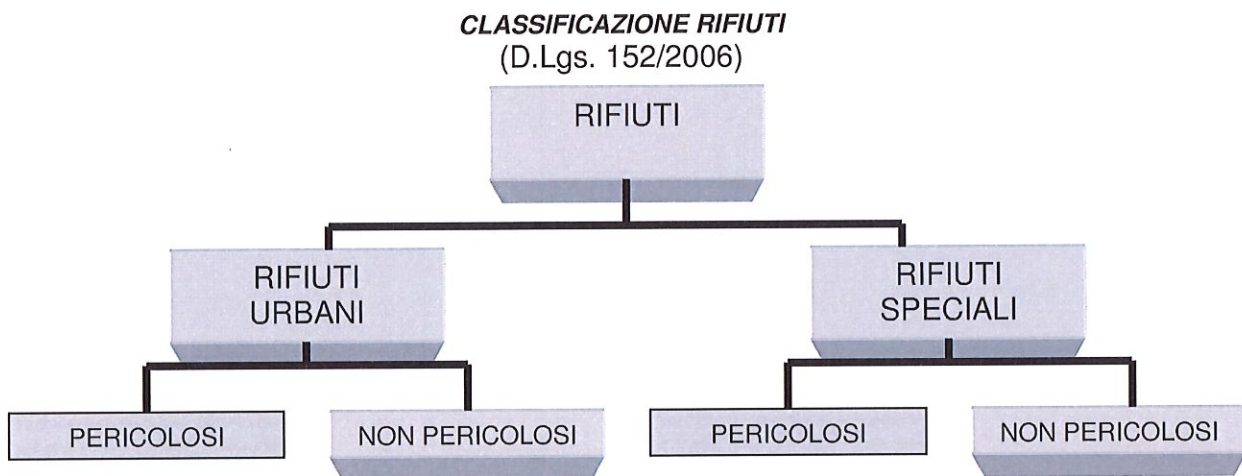 CLASSIFICAZIONE RIFIUTI
(D.Lgs. 152/2006)
RIFIUTI
RIFIUTI
URBANI
RIFIUTI
SPECIALI
PERICOLOSI
NON PERICOLOSI
PERICOLOSI
NON PERICOLOSI